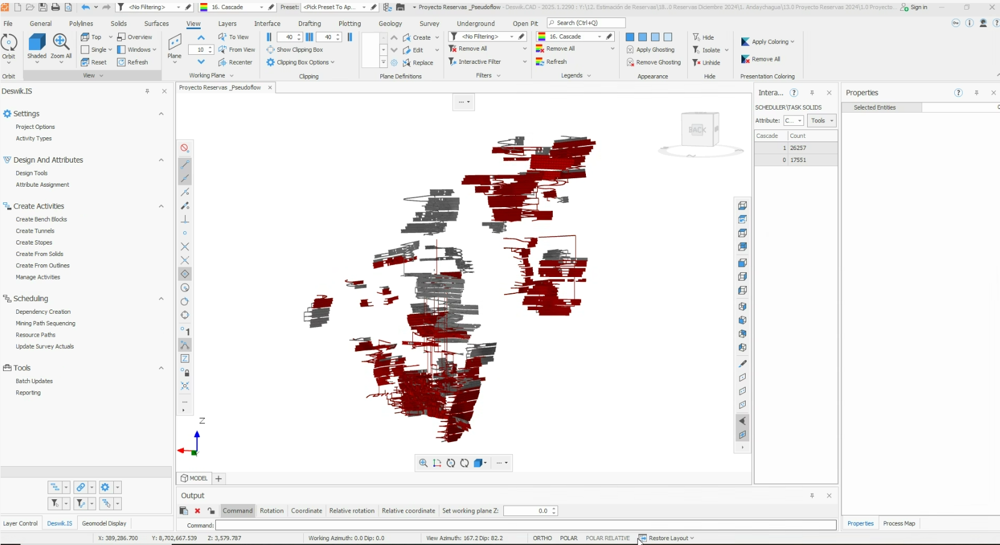 <No Filtering>
16. Cascade
Preset:
<Pick Preset To Ap...
Proyecto Reservas _Pseudoflow - Deswik.CAD - 2025.1.2290 : Y:\12. Estimación de Reservas\18..0 Reservas Diciembre 2024\1. Andaychagua\13.0 Proyecto Reservas 2024\1.0 Proyecto...
Sign in
File
General
Polylines
Solids
Surfaces
View
Layers
Interface
Drafting
Plotting
Geology
Survey
Underground
Open Pit
Search (Ctrl+Q)
Orbit
Orbit
Shaded
Zoom All
Top
Single
Reset
Overview
Windows
Refresh
View
Plane
10
To View
From View
Recenter
Working Plane
40
40
Show Clipping Box
Clipping Box Options
Clipping
Create
Edit
Replace
Plane Definitions
<No Filtering>
Remove All
Interactive Filter
Filters
16. Cascade
Remove All
Refresh
Legends
Apply Ghosting
Remove Ghosting
Appearance
Hide
Isolate
Unhide
Hide
Apply Coloring
Remove All
Presentation Coloring
Deswik.IS
Settings
Project Options
Activity Types
Design And Attributes
Design Tools
Attribute Assignment
Create Activities
Create Bench Blocks
Create Tunnels
Create Stopes
Create From Solids
Create From Outlines
Manage Activities
Scheduling
Dependency Creation
Mining Path Sequencing
Resource Paths
Update Survey Actuals
Tools
Batch Updates
Reporting
Layer Control
Deswik.IS
Geomodel Display
Proyecto Reservas _Pseudoflow
BACK
1
Z
Z
MODEL
Intera...
SCHEDULER\TASK SOLIDS
Attribute:
C...
Tools
Cascade
Count
1
26257
0
17551
Properties
Selected Entities
0
Properties
Process Map
Output
Command
Rotation
Coordinate
Relative rotation
Relative coordinate
Set working plane Z:
0.0
Command:
X: 389,286.700
Y: 8,702,667.539
Z: 3,579.787
Working Azimuth: 0.0 Dip: 0.0
View Azimuth: 167.2 Dip: 82.2
ORTHO
POLAR
POLAR RELATIVE
Restore Layout